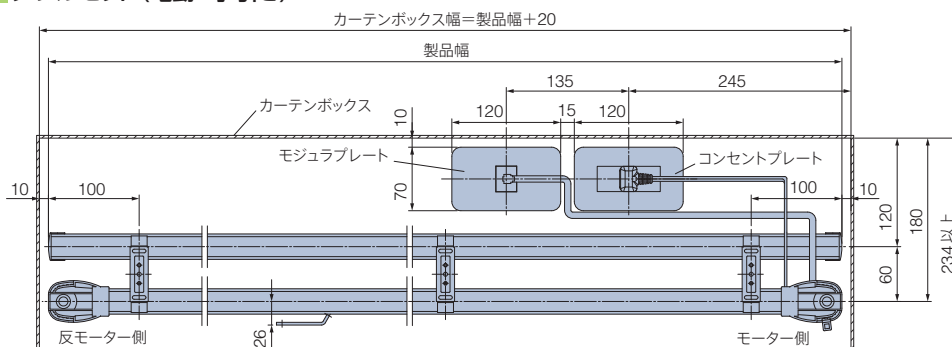 カーテンボックス幅＝製品幅＋20
製品幅
135
245
カーテンボックス
10
120
15
120
モジュラプレート
コンセントプレート
70
10
100
100
10
120
180
234以上
60
26
反モーター側
モーター側